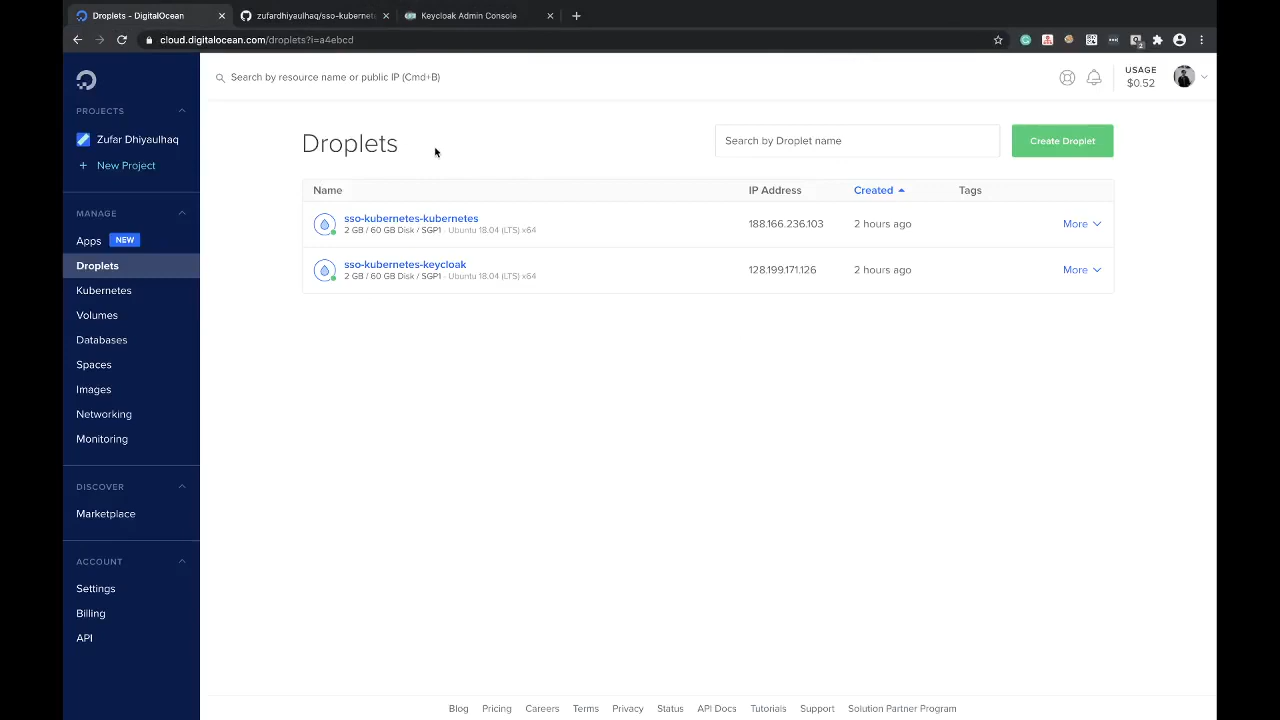 Droplets - DigitalOcean
zufardhiyaulhaq/sso-kubernet
Keycloak Admin Console
cloud.digitalocean.com/droplets?i=a4ebcd
Search by resource name or public IP (Cmd+B)
USAGE
$0.52
PROJECTS
Zufar Dhiyaulhaq
+ New Project
MANAGE
Apps NEW
Droplets
Kubernetes
Volumes
Databases
Spaces
Images
Networking
Monitoring
DISCOVER
Marketplace
ACCOUNT
Settings
Billing
API
Droplets
Search by Droplet name
Create Droplet
Name IP Address Created Tags
sso-kubernetes-kubernetes 188.166.236.103 2 hours ago More
2 GB / 60 GB Disk / SGP1 - Ubuntu 18.04 (LTS) x64
sso-kubernetes-keycloak 128.199.171.126 2 hours ago More
2 GB / 60 GB Disk / SGP1 - Ubuntu 18.04 (LTS) x64
Blog Pricing Careers Terms Privacy Status API Docs Tutorials Support Solution Partner Program